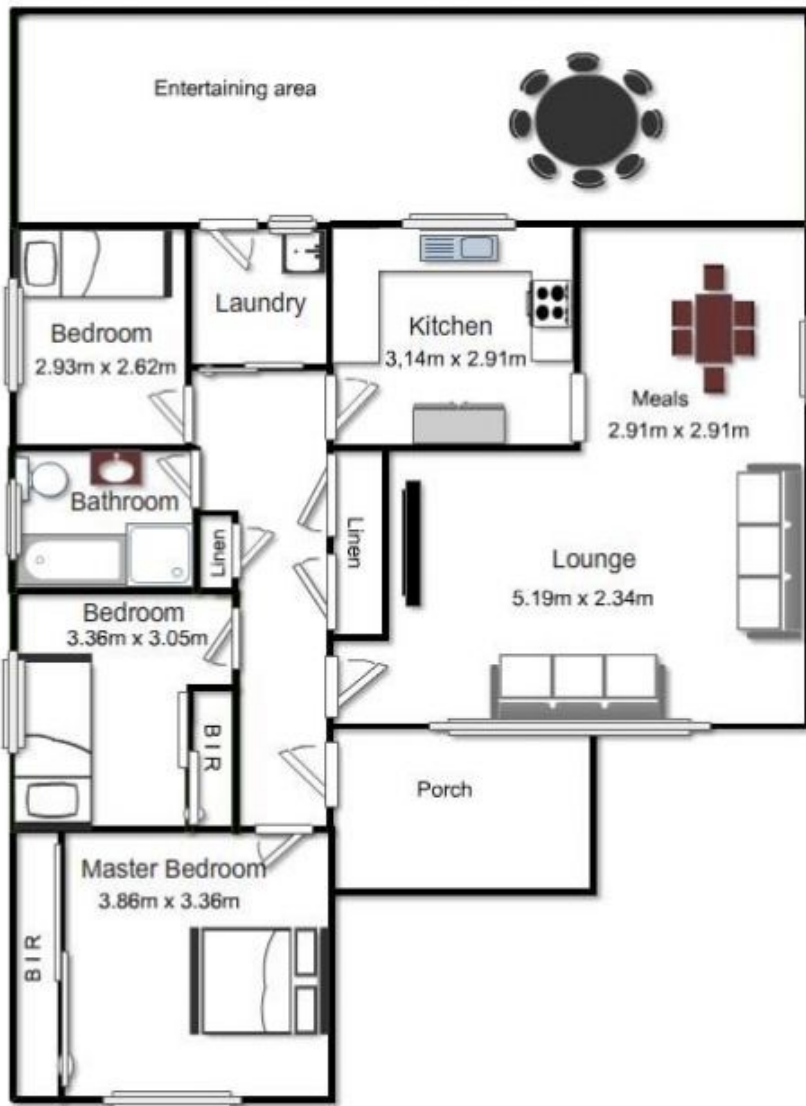 Entertaining area
Bedroom
2.93m x 2.62m
Laundry
Kitchen
3,14m x 2.91m
Meals
2.91m x 2.91m
Bathroom
Linen
Linen
Lounge
5.19m x 2.34m
Bedroom
3.36m x 3.05m
BIR
Porch
Master Bedroom
3.86m x 3.36m
BIR